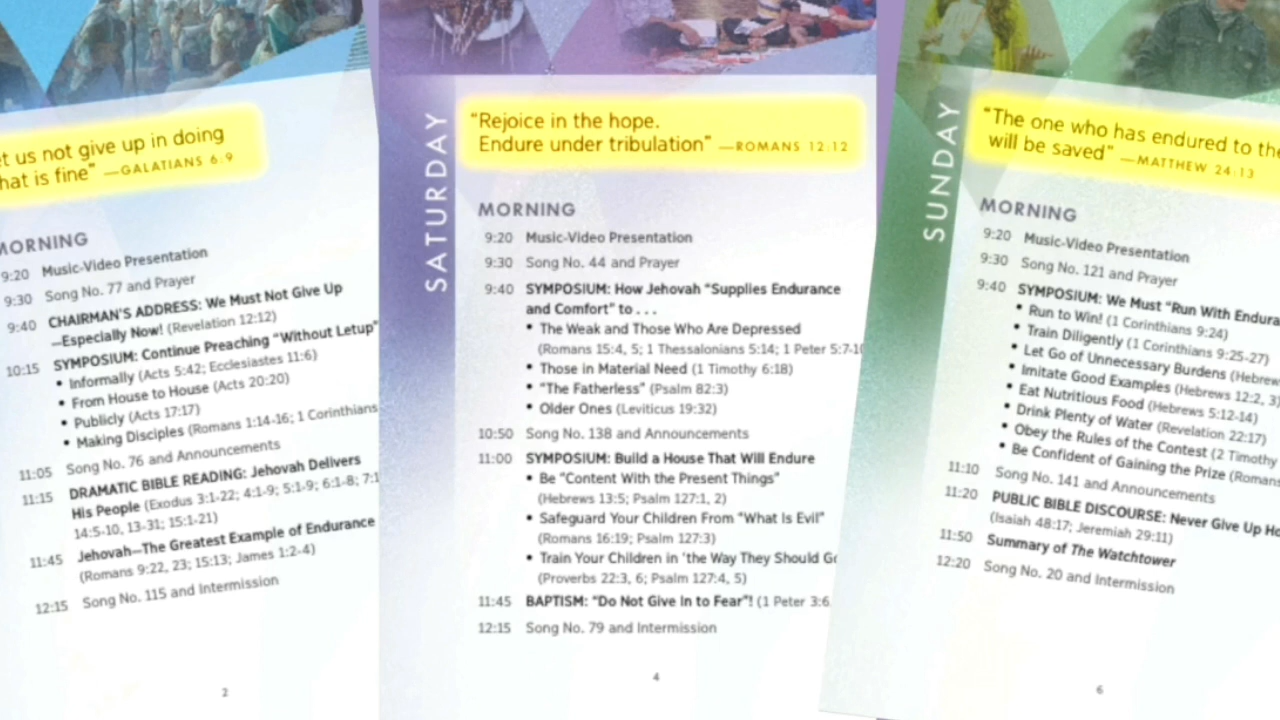 et us not give up in doing
hat is fine" —GALATIANS 6:9
MORNING
9:20 Music-Video Presentation
9:30 Song No. 77 and Prayer
9:40 CHAIRMAN'S ADDRESS: We Must Not Give Up
—Especially Now! (Revelation 12:12)
10:15 SYMPOSIUM: Continue Preaching "Without Letup"
• Informally (Acts 5:42; Ecclesiastes 11:6)
• From House to House (Acts 20:20)
• Publicly (Acts 17:17)
• Making Disciples (Romans 1:14-16; 1 Corinthians
11:05 Song No. 76 and Announcements
11:15 DRAMATIC BIBLE READING: Jehovah Delivers
His People (Exodus 3:1-22; 4:1-9; 5:1-9; 6:1-8; 7:1
14:5-10, 13-31; 15:1-21)
11:45 Jehovah—The Greatest Example of Endurance
(Romans 9:22, 23; 15:13; James 1:2-4)
12:15 Song No. 115 and Intermission
2
SATURDAY
"Rejoice in the hope.
Endure under tribulation" —ROMANS 12:12
MORNING
9:20 Music-Video Presentation
9:30 Song No. 44 and Prayer
9:40 SYMPOSIUM: How Jehovah "Supplies Endurance
and Comfort" to . . .
• The Weak and Those Who Are Depressed
(Romans 15:4, 5; 1 Thessalonians 5:14; 1 Peter 5:7-10
• Those in Material Need (1 Timothy 6:18)
• "The Fatherless" (Psalm 82:3)
• Older Ones (Leviticus 19:32)
10:50 Song No. 138 and Announcements
11:00 SYMPOSIUM: Build a House That Will Endure
• Be "Content With the Present Things"
(Hebrews 13:5; Psalm 127:1, 2)
• Safeguard Your Children From "What Is Evil"
(Romans 16:19; Psalm 127:3)
• Train Your Children in 'the Way They Should Go
(Proverbs 22:3, 6; Psalm 127:4, 5)
11:45 BAPTISM: "Do Not Give In to Fear"! (1 Peter 3:6
12:15 Song No. 79 and Intermission
4
SUNDAY
"The one who has endured to the
will be saved" —MATTHEW 24:13
MORNING
9:20 Music-Video Presentation
9:30 Song No. 121 and Prayer
9:40 SYMPOSIUM: We Must "Run With Endura
• Run to Win! (1 Corinthians 9:24)
• Train Diligently (1 Corinthians 9:25-27)
• Let Go of Unnecessary Burdens (Hebrew
• Imitate Good Examples (Hebrews 12:2, 3)
• Eat Nutritious Food (Hebrews 5:12-14)
• Drink Plenty of Water (Revelation 22:17)
• Obey the Rules of the Contest (2 Timothy
• Be Confident of Gaining the Prize (Romans
11:10 Song No. 141 and Announcements
11:20 PUBLIC BIBLE DISCOURSE: Never Give Up Ho
(Isaiah 48:17; Jeremiah 29:11)
11:50 Summary of The Watchtower
12:20 Song No. 20 and Intermission
6